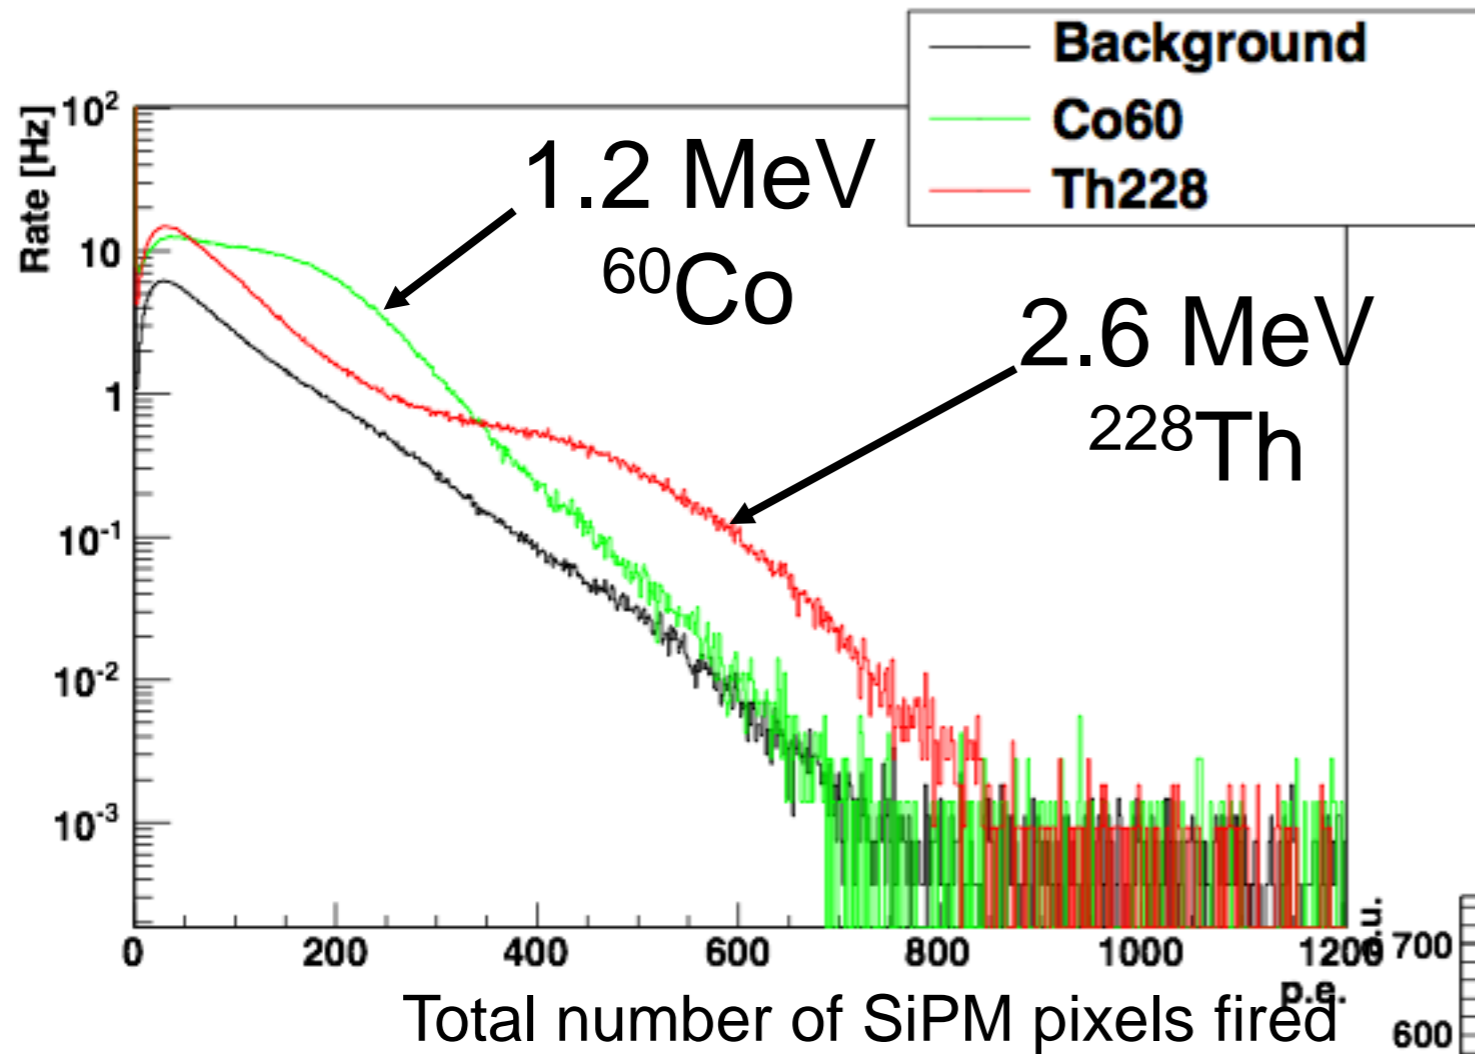 Background
Co60
Th228
Rate [Hz]
10²
10
1
10⁻¹
10⁻²
10⁻³
1.2 MeV
⁶⁰Co
2.6 MeV
²²⁸Th
0 200 400 600 800 1000 1200
p.e.
Total number of SiPM pixels fired
.u.
700
600